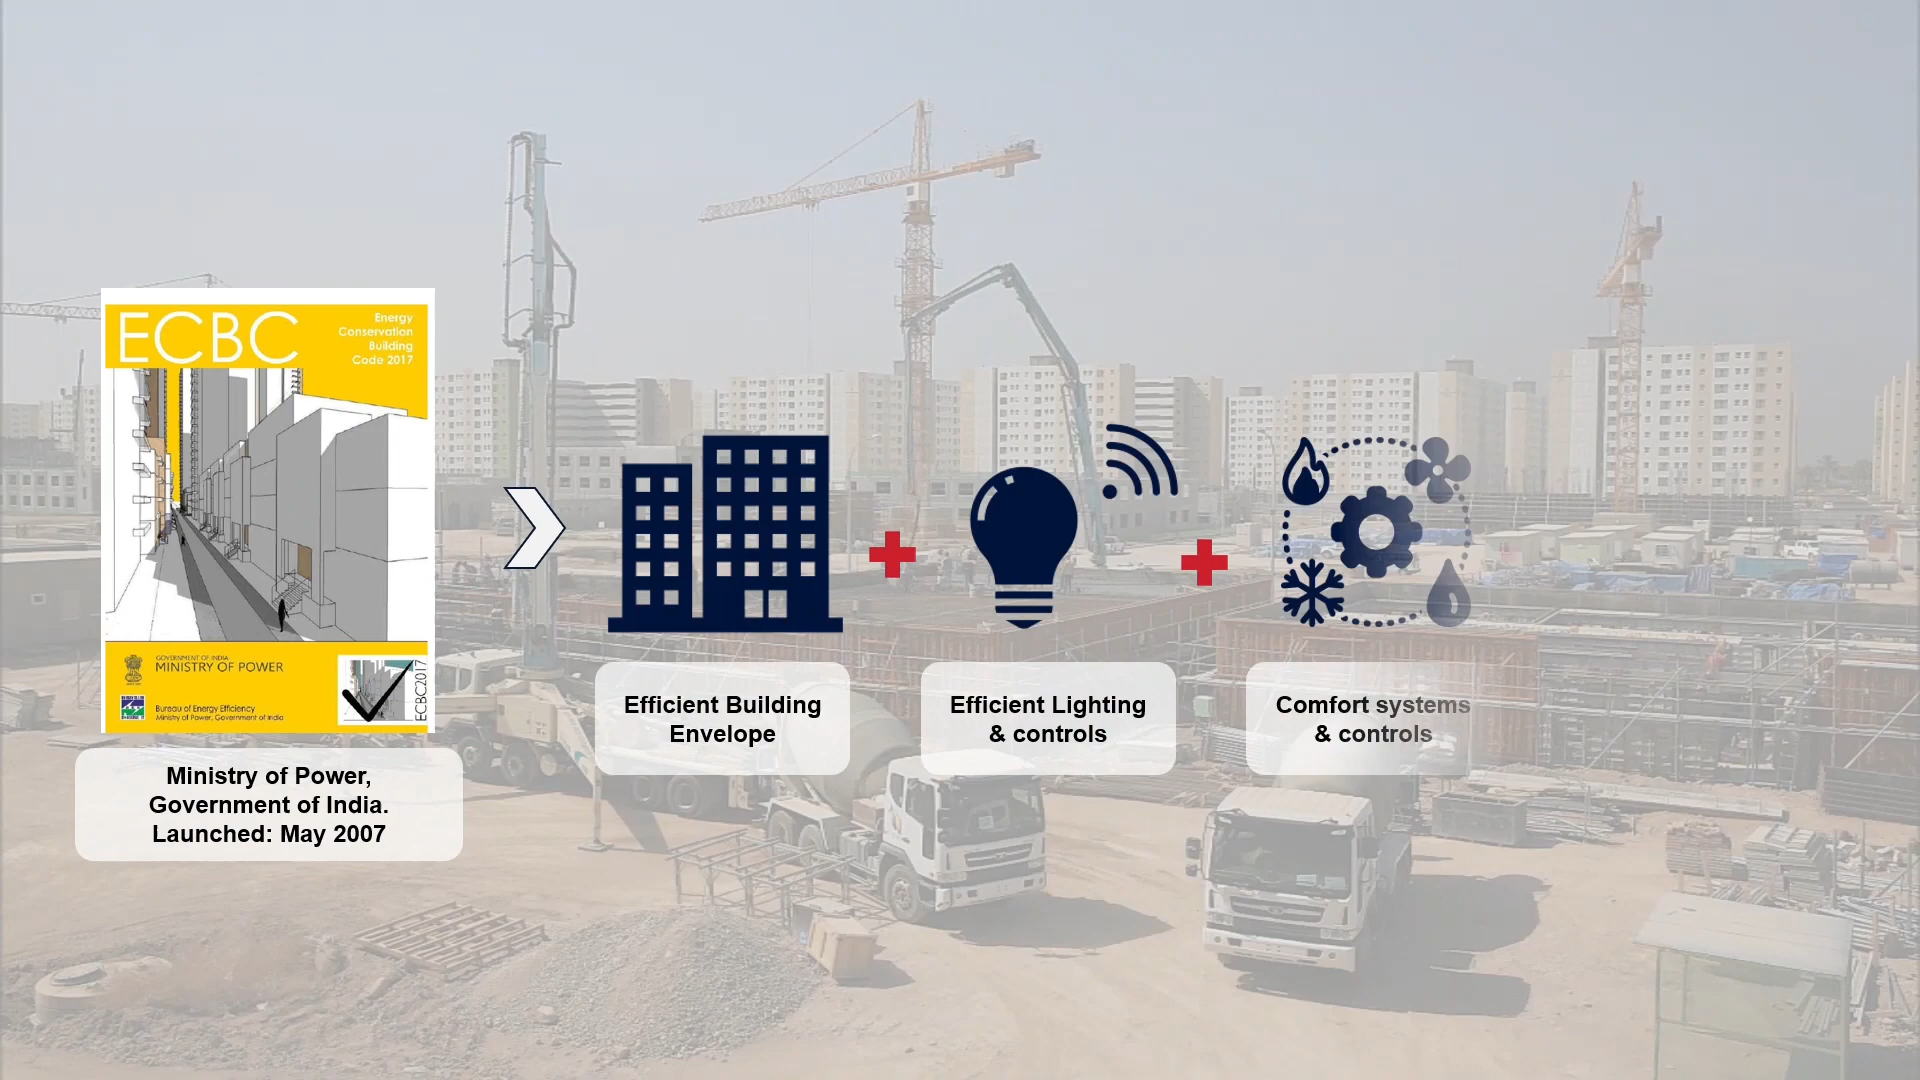 ECBC
Energy
Conservation
Building
Code 2017
GOVERNMENT OF INDIA
MINISTRY OF POWER
Bureau of Energy Efficiency
Ministry of Power, Government of India
ECBC2017
Ministry of Power,
Government of India.
Launched: May 2007
Efficient Building
Envelope
Efficient Lighting
& controls
Comfort systems
& controls